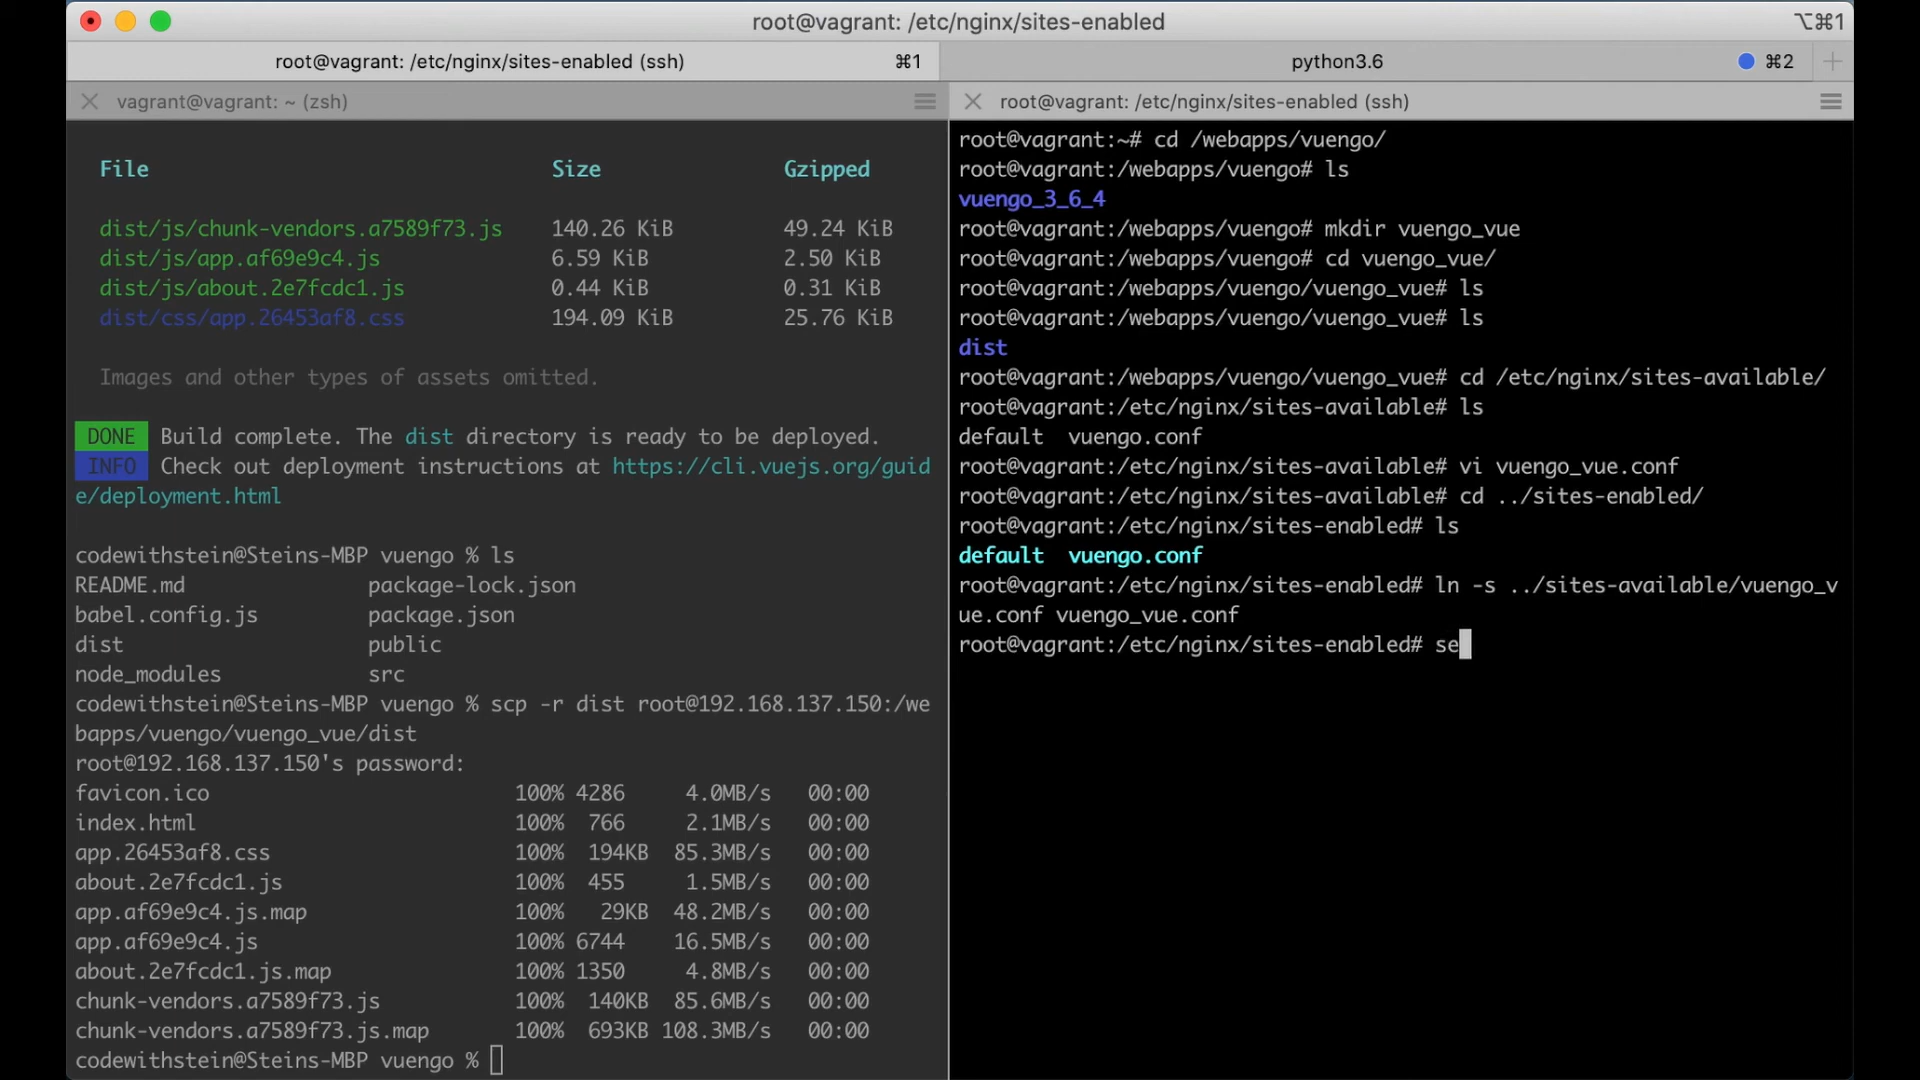 root@vagrant: /etc/nginx/sites-enabled
⌥⌘1
root@vagrant: /etc/nginx/sites-enabled (ssh) ⌘1
python3.6 ⌘2
vagrant@vagrant: ~ (zsh)
File Size Gzipped
dist/js/chunk-vendors.a7589f73.js 140.26 KiB 49.24 KiB
dist/js/app.af69e9c4.js 6.59 KiB 2.50 KiB
dist/js/about.2e7fcdc1.js 0.44 KiB 0.31 KiB
dist/css/app.26453af8.css 194.09 KiB 25.76 KiB
Images and other types of assets omitted.
DONE Build complete. The dist directory is ready to be deployed.
INFO Check out deployment instructions at https://cli.vuejs.org/guid
e/deployment.html
codewithstein@Steins-MBP vuengo % ls
README.md package-lock.json
babel.config.js package.json
dist public
node_modules src
codewithstein@Steins-MBP vuengo % scp -r dist root@192.168.137.150:/we
bapps/vuengo/vuengo_vue/dist
root@192.168.137.150's password:
favicon.ico 100% 4286 4.0MB/s 00:00
index.html 100% 766 2.1MB/s 00:00
app.26453af8.css 100% 194KB 85.3MB/s 00:00
about.2e7fcdc1.js 100% 455 1.5MB/s 00:00
app.af69e9c4.js.map 100% 29KB 48.2MB/s 00:00
app.af69e9c4.js 100% 6744 16.5MB/s 00:00
about.2e7fcdc1.js.map 100% 1350 4.8MB/s 00:00
chunk-vendors.a7589f73.js 100% 140KB 85.6MB/s 00:00
chunk-vendors.a7589f73.js.map 100% 693KB 108.3MB/s 00:00
codewithstein@Steins-MBP vuengo %
root@vagrant: /etc/nginx/sites-enabled (ssh)
root@vagrant:~# cd /webapps/vuengo/
root@vagrant:/webapps/vuengo# ls
vuengo_3_6_4
root@vagrant:/webapps/vuengo# mkdir vuengo_vue
root@vagrant:/webapps/vuengo# cd vuengo_vue/
root@vagrant:/webapps/vuengo/vuengo_vue# ls
root@vagrant:/webapps/vuengo/vuengo_vue# ls
dist
root@vagrant:/webapps/vuengo/vuengo_vue# cd /etc/nginx/sites-available/
root@vagrant:/etc/nginx/sites-available# ls
default vuengo.conf
root@vagrant:/etc/nginx/sites-available# vi vuengo_vue.conf
root@vagrant:/etc/nginx/sites-available# cd ../sites-enabled/
root@vagrant:/etc/nginx/sites-enabled# ls
default vuengo.conf
root@vagrant:/etc/nginx/sites-enabled# ln -s ../sites-available/vuengo_v
ue.conf vuengo_vue.conf
root@vagrant:/etc/nginx/sites-enabled# se